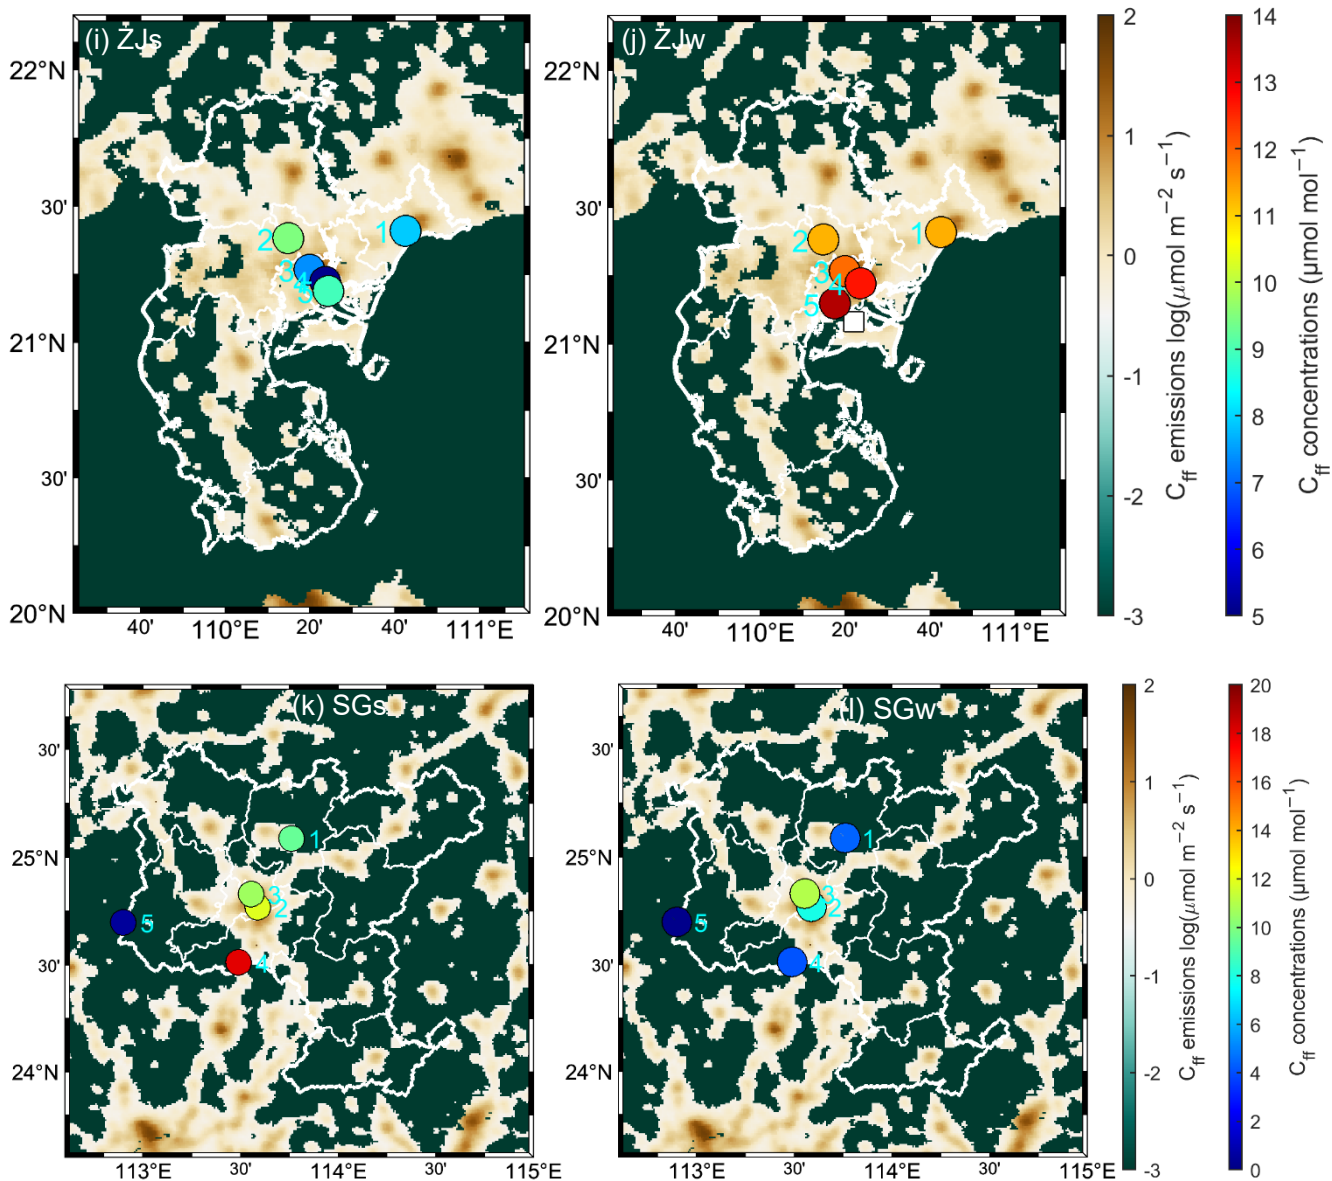 (i) ZJs
22°N
30'
21°N
30'
20°N
40'
110°E
20'
40'
111°E
1
2
3
4
5
(j) ZJw
22°N
30'
21°N
30'
20°N
40'
110°E
20'
40'
111°E
1
2
3
4
5
2
1
0
-1
-2
-3
C_ff emissions log(μmol m⁻² s⁻¹)
14
13
12
11
10
9
8
7
6
5
C_ff concentrations (μmol mol⁻¹)
(k) SGs
30'
25°N
30'
24°N
113°E
30'
114°E
30'
115°E
1
3
2
5
4
(l) SGw
30'
25°N
30'
24°N
113°E
30'
114°E
30'
115°E
1
3
2
5
4
2
1
0
-1
-2
-3
C_ff emissions log(μmol m⁻² s⁻¹)
20
18
16
14
12
10
8
6
4
2
0
C_ff concentrations (μmol mol⁻¹)